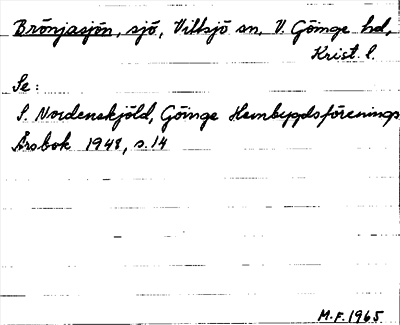 Brönjasjön, sjö, Vittsjö sn, V. Göinge hd,
Krist. l.
Se:
S. Nordenskjöld, Göinge Hembygdsförenings
Årsbok 1948, s. 14
M.F. 1965